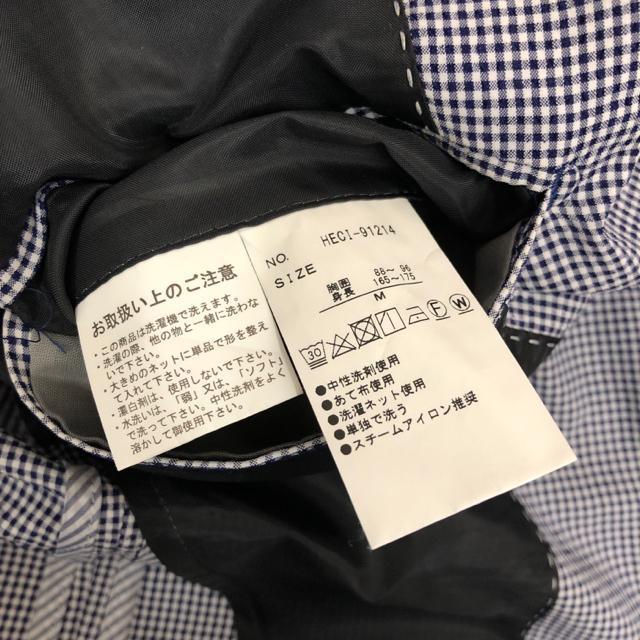 お取扱い上のご注意
・この商品は洗濯機で洗えます。
・洗濯の際、他の物と一緒に洗わな
いで下さい。
・大きめのネットに単品で形を整え
て入れて下さい。
・蛋白剤は、使用しないで下さい。
・水洗いは、「弱」又は、「ソフト」
で洗って下さい。中性洗剤をよく
溶かして御使用下さい。
NO. HECI-91214
SIZE
胸囲 88〜 96
身長 165〜175
M
30
F
W
●中性洗剤使用
●あて布使用
●洗濯ネット使用
●単独で洗う
●スチームアイロン推奨